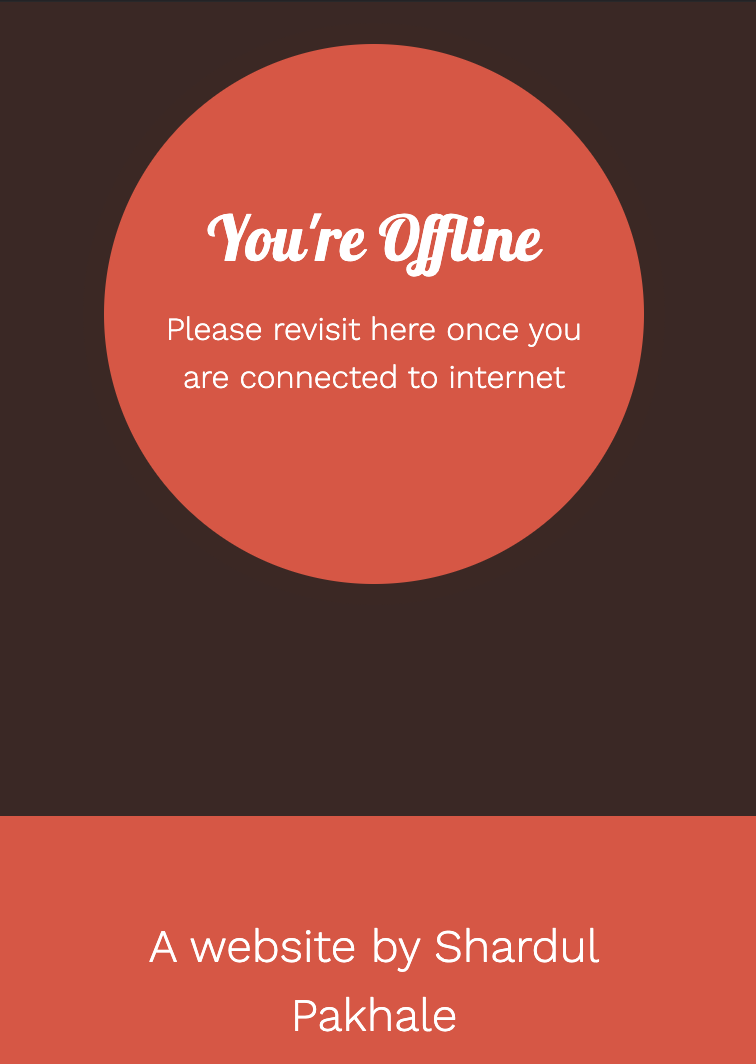 You're Offline
Please revisit here once you
are connected to internet
A website by Shardul
Pakhale